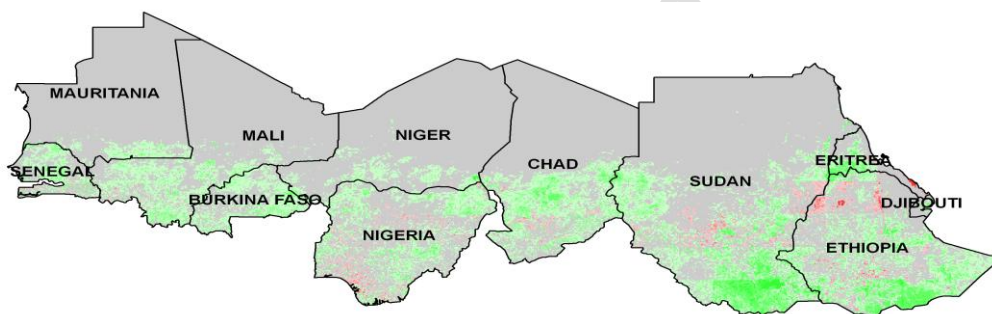 MAURITANIA
MALI
NIGER
CHAD
SUDAN
ERITREA
SENEGAL
BURKINA FASO
NIGERIA
DJIBOUTI
ETHIOPIA